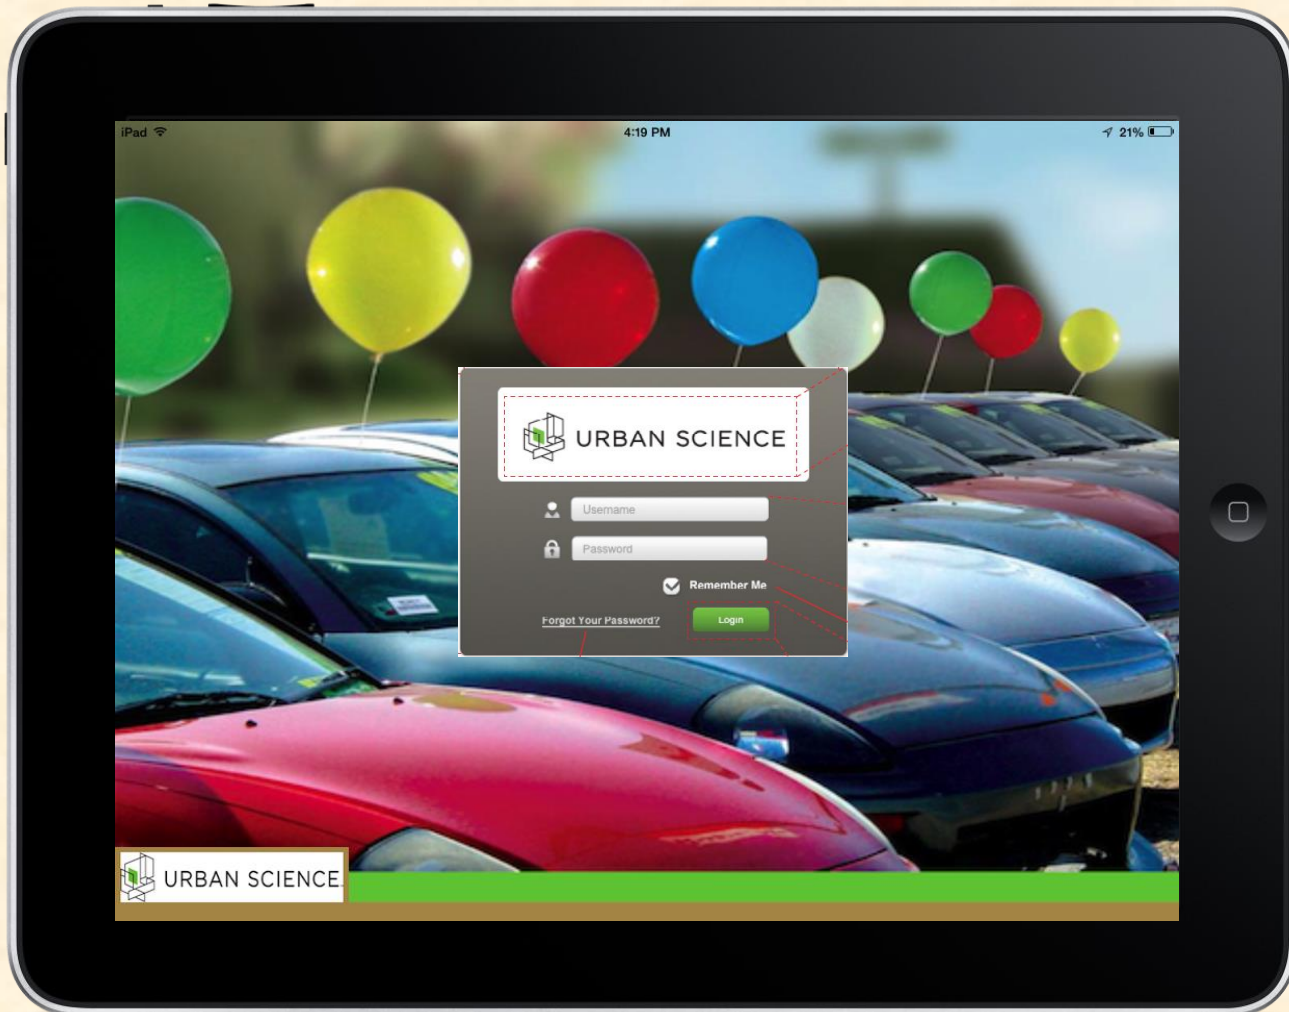 iPad 4:19 PM 21%
URBAN SCIENCE
Username
Password
Remember Me
Forgot Your Password? Login
URBAN SCIENCE